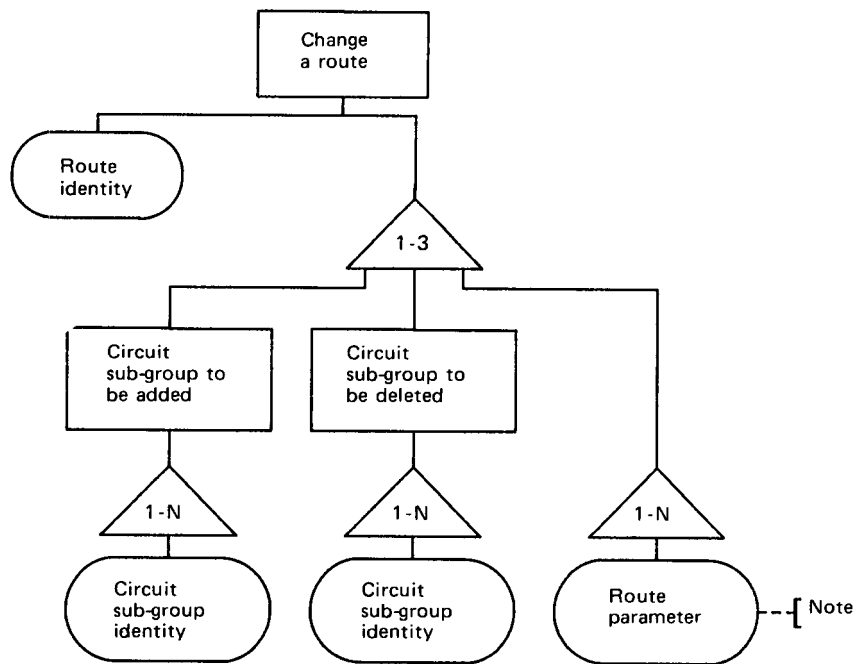 Change
a route
Route
identity
1-3
Circuit
sub-group to
be added
Circuit
sub-group to
be deleted
1-N
1-N
1-N
Circuit
sub-group
identity
Circuit
sub-group
identity
Route
parameter
Note